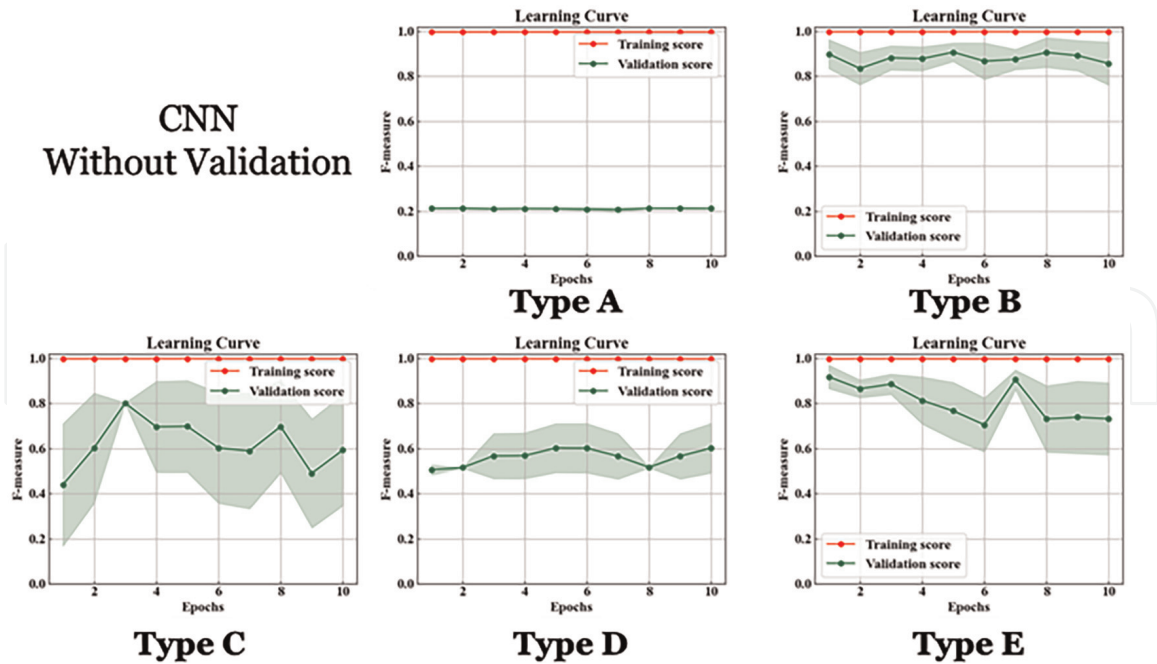 CNN
Without Validation
Learning Curve
1.0
0.8
0.6
0.4
0.2
0.0
F-measure
Training score
Validation score
2 4 6 8 10
Epochs
Type A
Learning Curve
1.0
0.8
0.6
0.4
0.2
0.0
F-measure
Training score
Validation score
2 4 6 8 10
Epochs
Type B
Learning Curve
1.0
0.8
0.6
0.4
0.2
0.0
F-measure
Training score
Validation score
2 4 6 8 10
Epochs
Type C
Learning Curve
1.0
0.8
0.6
0.4
0.2
0.0
F-measure
Training score
Validation score
2 4 6 8 10
Epochs
Type D
Learning Curve
1.0
0.8
0.6
0.4
0.2
0.0
F-measure
Training score
Validation score
2 4 6 8 10
Epochs
Type E